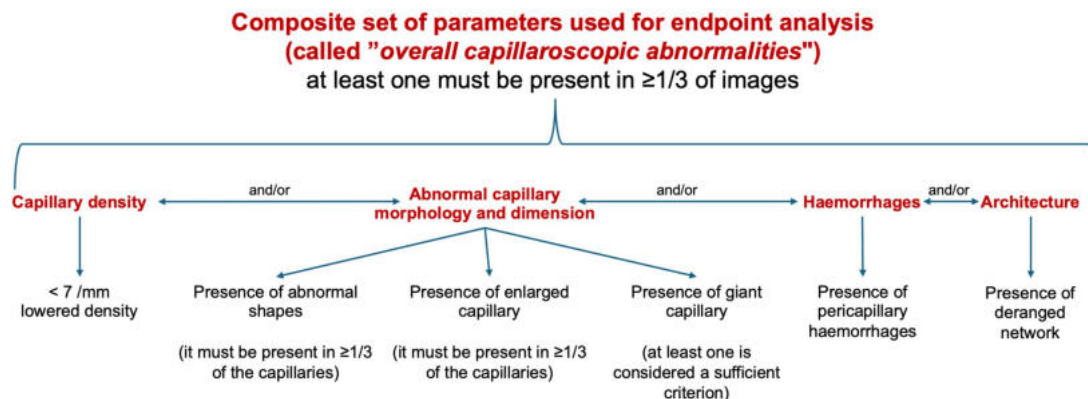 Composite set of parameters used for endpoint analysis
(called ”overall capillaroscopic abnormalities")
at least one must be present in ≥1/3 of images
Capillary density
and/or
Abnormal capillary
morphology and dimension
and/or
Haemorrhages
and/or
Architecture
< 7 /mm
lowered density
Presence of abnormal
shapes
(it must be present in ≥1/3
of the capillaries)
Presence of enlarged
capillary
(it must be present in ≥1/3
of the capillaries)
Presence of giant
capillary
(at least one is
considered a sufficient
criterion)
Presence of
pericapillary
haemorrhages
Presence of
deranged
network